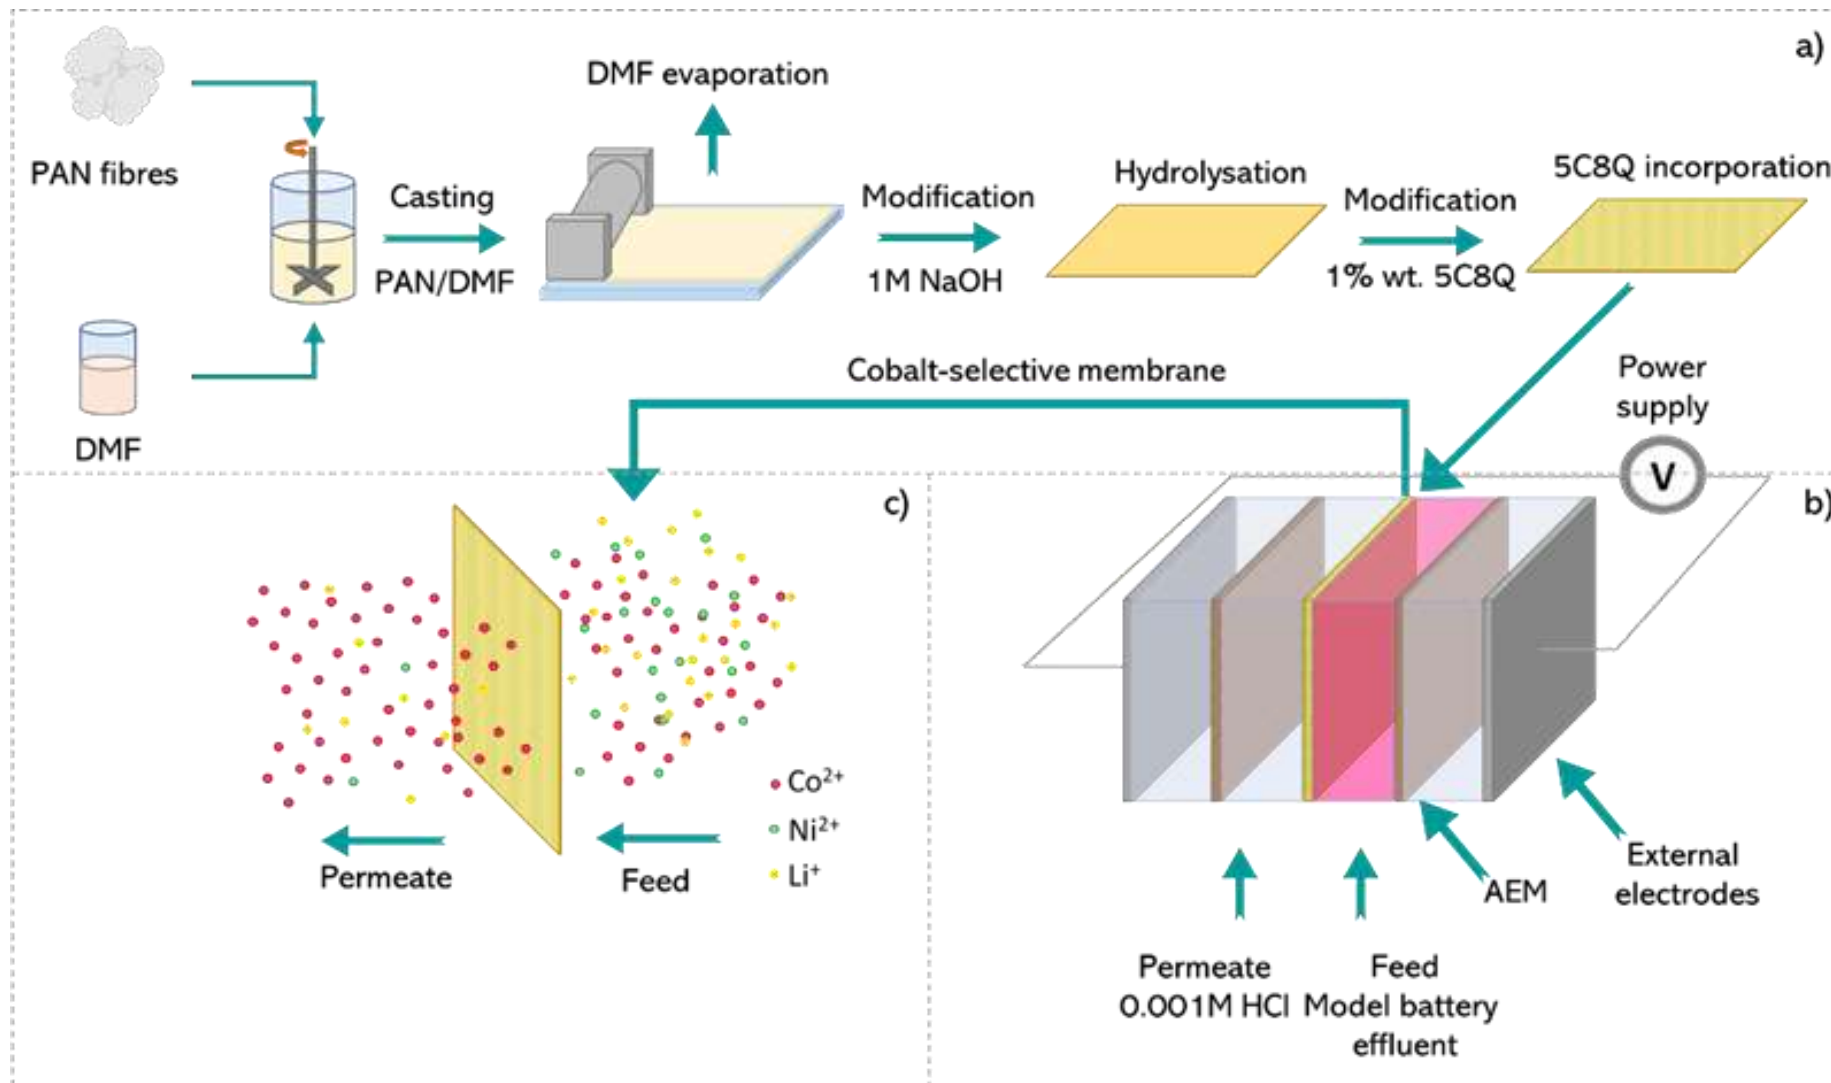 a)
DMF evaporation
PAN fibres
Casting
PAN/DMF
Modification
1M NaOH
Hydrolysation
Modification
1% wt. 5C8Q
5C8Q incorporation
DMF
Cobalt-selective membrane
Power
supply
V
c)
Co²⁺
Ni²⁺
Li⁺
Permeate
Feed
b)
External
electrodes
AEM
Permeate
0.001M HCl
Feed
Model battery
effluent